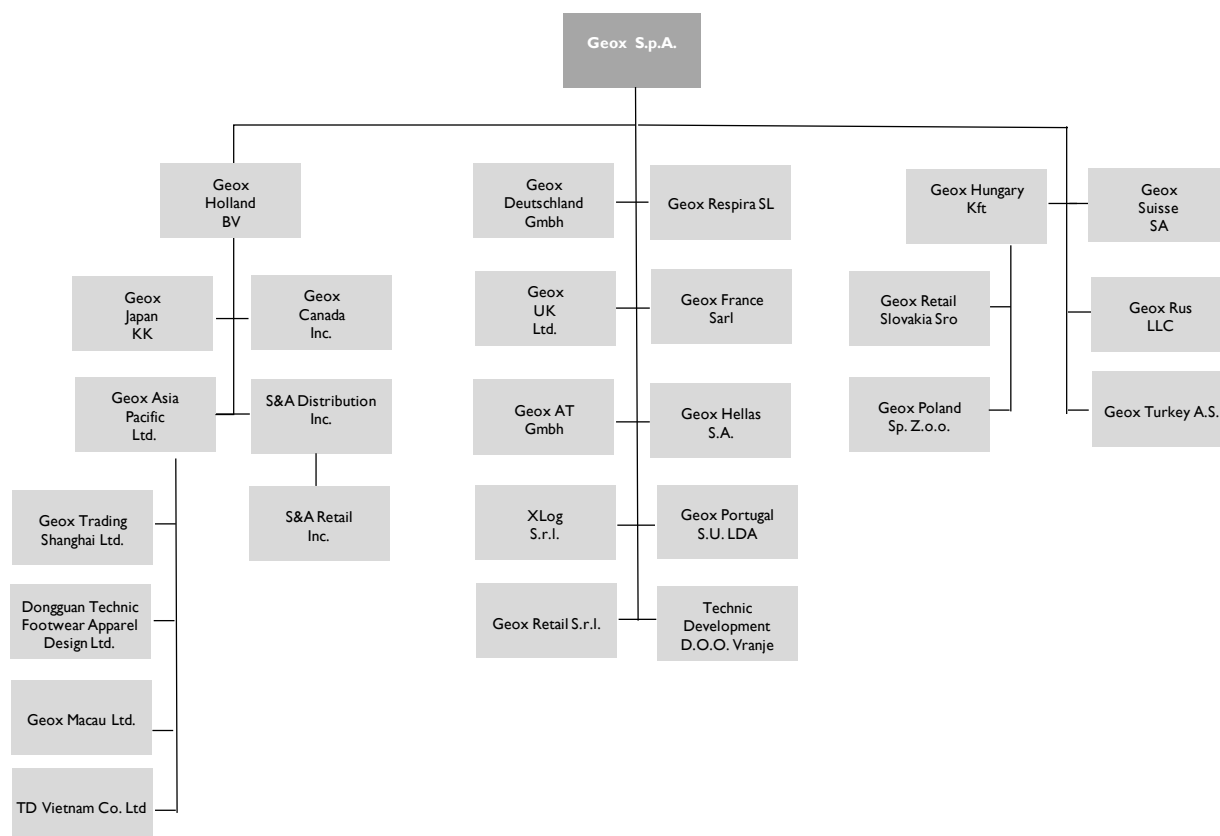 Geox S.p.A.
Geox
Holland
BV
Geox
Deutschland
Gmbh
Geox Respira SL
Geox Hungary
Kft
Geox
Suisse
SA
Geox
Japan
KK
Geox
Canada
Inc.
Geox
UK
Ltd.
Geox France
Sarl
Geox Retail
Slovakia Sro
Geox Rus
LLC
Geox Asia
Pacific
Ltd.
S&A Distribution
Inc.
Geox AT
Gmbh
Geox Hellas
S.A.
Geox Poland
Sp. Z.o.o.
Geox Turkey A.S.
Geox Trading
Shanghai Ltd.
S&A Retail
Inc.
XLog
S.r.l.
Geox Portugal
S.U. LDA
Dongguan Technic
Footwear Apparel
Design Ltd.
Geox Retail S.r.l.
Technic
Development
D.O.O. Vranje
Geox Macau Ltd.
TD Vietnam Co. Ltd